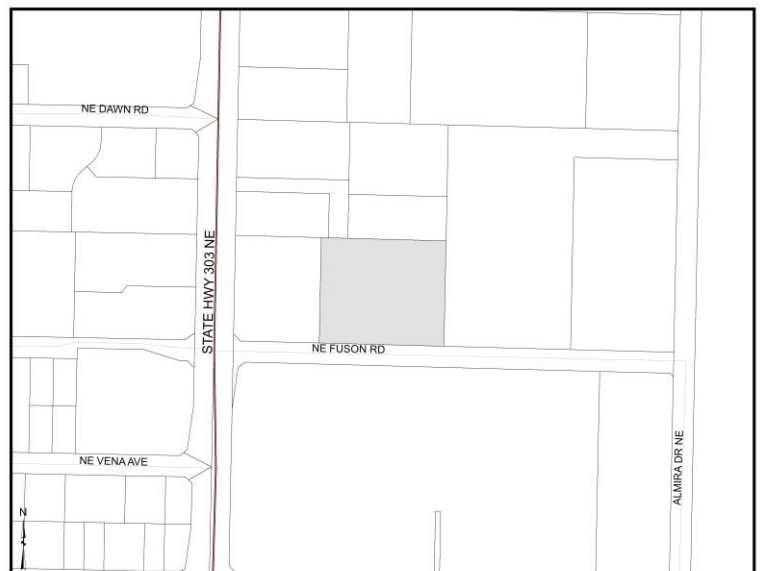 NE DAWN RD
STATE HWY 303 NE
NE FUSON RD
NE VENA AVE
ALMIRA DR NE
N